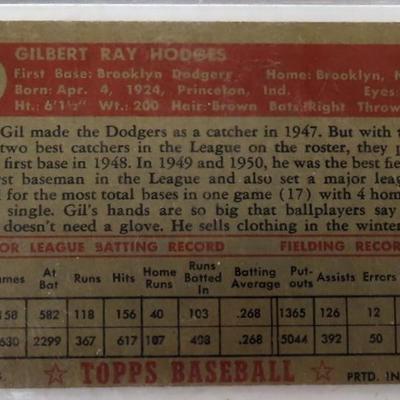 GILBERT RAY HODGES
First Base: Brooklyn Dodgers Home: Brooklyn, N
Born: Apr. 4, 1924, Princeton, Ind. Eyes:
Ht.: 6'1½" Wt.: 200 Hair: Brown Bats: Right Throw
Gil made the Dodgers as a catcher in 1947. But with t
two best catchers in the League on the roster, they p
first base in 1948. In 1949 and 1950, he was the best fie
rst baseman in the League and also set a major leag
d for the most total bases in one game (17) with 4 hom
single. Gil's hands are so big that ballplayers say
doesn't need a glove. He sells clothing in the winter
OR LEAGUE BATTING RECORD FIELDING RECOR
ames At Bat Runs Hits Home Runs Runs Batted In Batting Average Put-outs Assists Errors
158 582 118 156 40 103 .268 1365 126 12
630 2299 367 615 107 408 .268 5044 392 50
G. TOPPS BASEBALL PRTD. IN